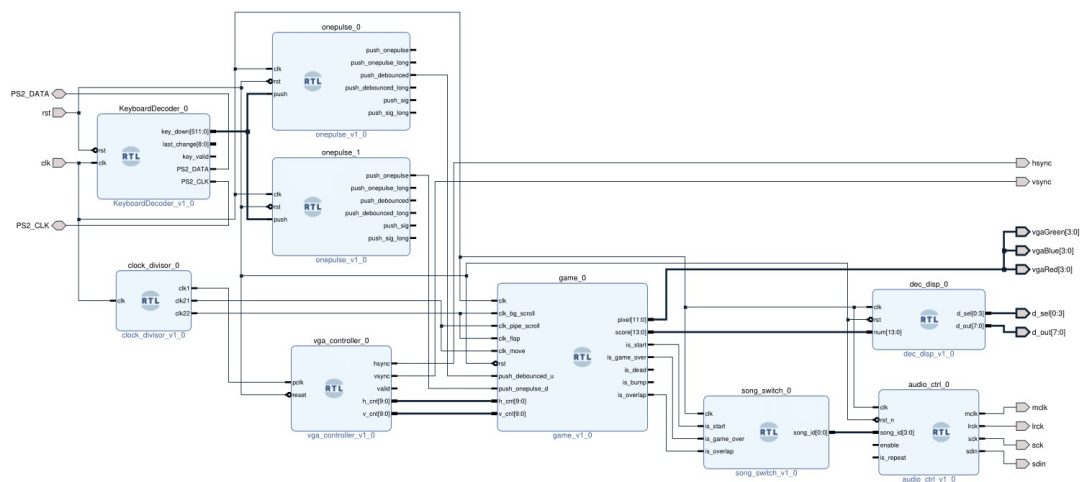 PS2_DATA
rst
clk
PS2_CLK
KeyboardDecoder_0
rst
clk
RTL
key_down[511:0]
last_change[8:0]
key_valid
PS2_DATA
PS2_CLK
KeyboardDecoder_v1_0
clock_divisor_0
clk
RTL
clk1
clk21
clk22
clock_divisor_v1_0
onepulse_0
clk
rst
push
RTL
push_onepulse
push_onepulse_long
push_debounced
push_debounced_long
push_sig
push_sig_long
onepulse_v1_0
onepulse_1
clk
rst
push
RTL
push_onepulse
push_onepulse_long
push_debounced
push_debounced_long
push_sig
push_sig_long
onepulse_v1_0
vga_controller_0
pclk
reset
RTL
hsync
vsync
valid
h_cnt[9:0]
v_cnt[9:0]
vga_controller_v1_0
game_0
clk
clk_bg_scroll
clk_pipe_scroll
clk_flap
clk_move
rst
push_debounced_u
push_onepulse_d
h_cnt[9:0]
v_cnt[9:0]
RTL
pixel[11:0]
score[13:0]
is_start
is_game_over
is_dead
is_bump
is_overlap
game_v1_0
song_switch_0
clk
is_start
is_game_over
is_overlap
RTL
song_id[0:0]
song_switch_v1_0
dec_disp_0
clk
rst
num[13:0]
RTL
d_sel[0:3]
d_out[7:0]
dec_disp_v1_0
audio_ctrl_0
clk
rst_n
song_id[3:0]
enable
is_repeat
RTL
mclk
lrck
sck
sdin
audio_ctrl_v1_0
hsync
vsync
vgaGreen[3:0]
vgaBlue[3:0]
vgaRed[3:0]
d_sel[0:3]
d_out[7:0]
mclk
lrck
sck
sdin